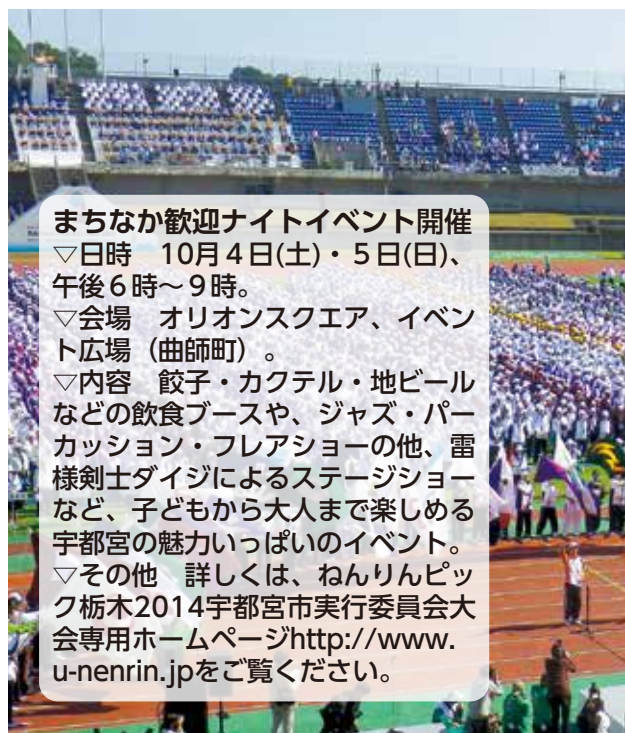 まちなか歓迎ナイトイベント開催
▽日時　10月４日(土)・５日(日)、
午後６時～９時。
▽会場　オリオンスクエア、イベン
ト広場（曲師町）。
▽内容　餃子・カクテル・地ビール
などの飲食ブースや、ジャズ・パー
カッション・フレアショーの他、雷
様剣士ダイジによるステージショー
など、子どもから大人まで楽しめる
宇都宮の魅力いっぱいのイベント。
▽その他　詳しくは、ねんりんピッ
ク栃木2014宇都宮市実行委員会大
会専用ホームページhttp://www.
u-nenrin.jpをご覧ください。